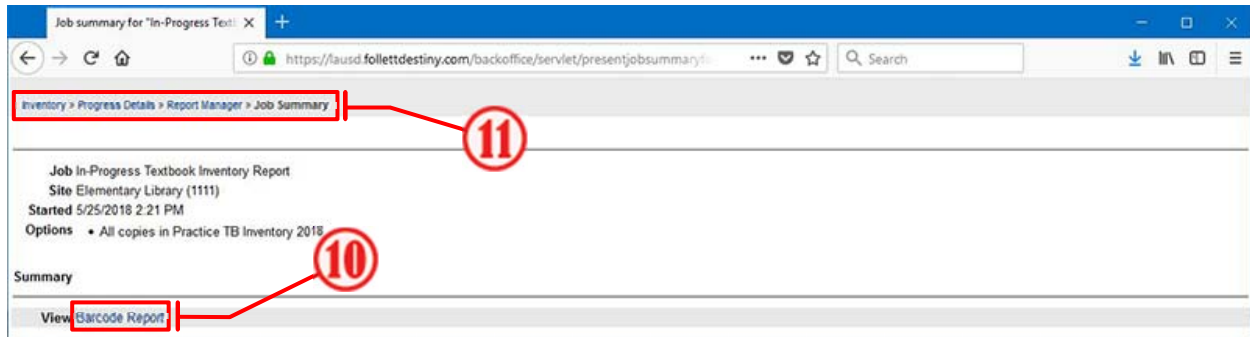 Job summary for "In-Progress Text
https://lausd.follettdestiny.com/backoffice/servlet/presentjobsummaryf
Search
Inventory > Progress Details > Report Manager > Job Summary
11
Job In-Progress Textbook Inventory Report
Site Elementary Library (1111)
Started 5/25/2018 2:21 PM
Options • All copies in Practice TB Inventory 2018
10
Summary
View Barcode Report